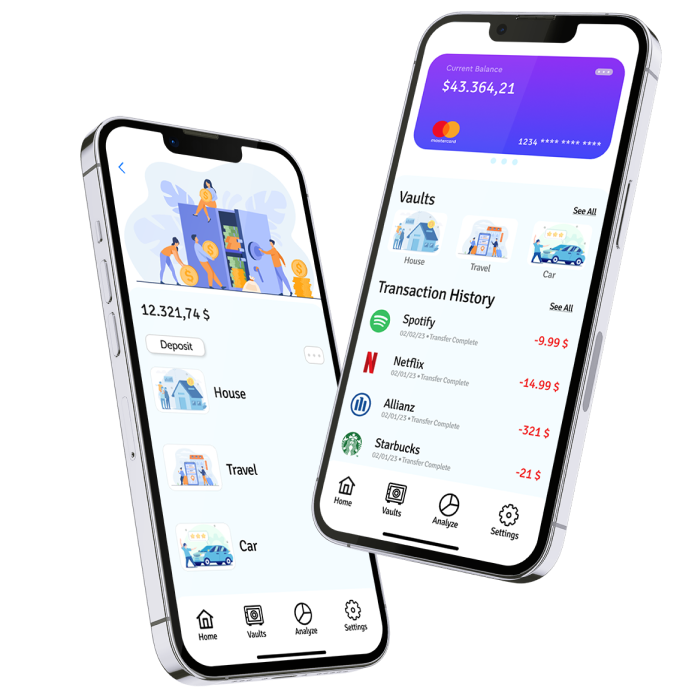 12.321,74 $
Deposit
House
Travel
Car
Home
Vaults
Analyze
Settings
Current Balance
$43.364,21
mastercard
1234 **** **** ****
Vaults
See All
House
Travel
Car
Transaction History
See All
Spotify
02/02/23 • Transfer Complete
-9.99 $
Netflix
02/01/23 • Transfer Complete
-14.99 $
Allianz
02/01/23 • Transfer Complete
-321 $
Starbucks
02/01/23 • Transfer Complete
-21 $
Home
Vaults
Analyze
Settings